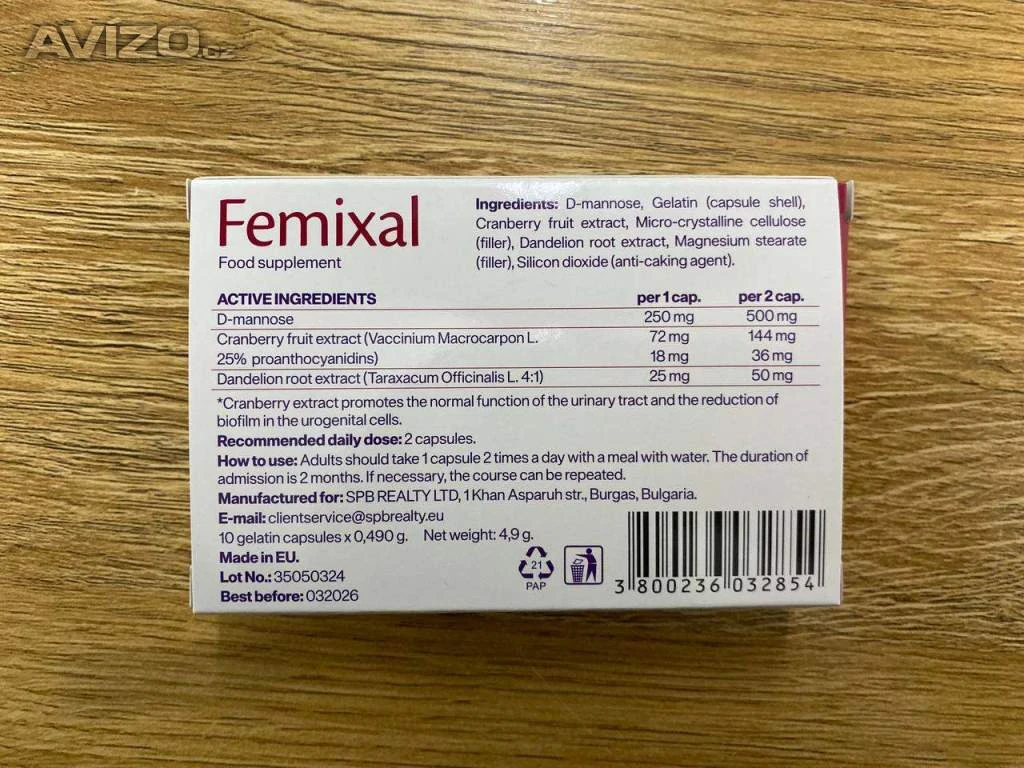 AVIZO.cz
Femixal
Food supplement
Ingredients: D-mannose, Gelatin (capsule shell),
Cranberry fruit extract, Micro-crystalline cellulose
(filler), Dandelion root extract, Magnesium stearate
(filler), Silicon dioxide (anti-caking agent).
ACTIVE INGREDIENTS per 1 cap. per 2 cap.
D-mannose 250 mg 500 mg
Cranberry fruit extract (Vaccinium Macrocarpon L. 72 mg 144 mg
25% proanthocyanidins) 18 mg 36 mg
Dandelion root extract (Taraxacum Officinalis L. 4:1) 25 mg 50 mg
*Cranberry extract promotes the normal function of the urinary tract and the reduction of
biofilm in the urogenital cells.
Recommended daily dose: 2 capsules.
How to use: Adults should take 1 capsule 2 times a day with a meal with water. The duration of
admission is 2 months. If necessary, the course can be repeated.
Manufactured for: SPB REALTY LTD, 1 Khan Asparuh str., Burgas, Bulgaria.
E-mail: clientservice@spbrealty.eu
10 gelatin capsules x 0,490 g. Net weight: 4,9 g.
Made in EU.
Lot No.: 35050324
Best before: 032026
21
PAP
3 800236 032854